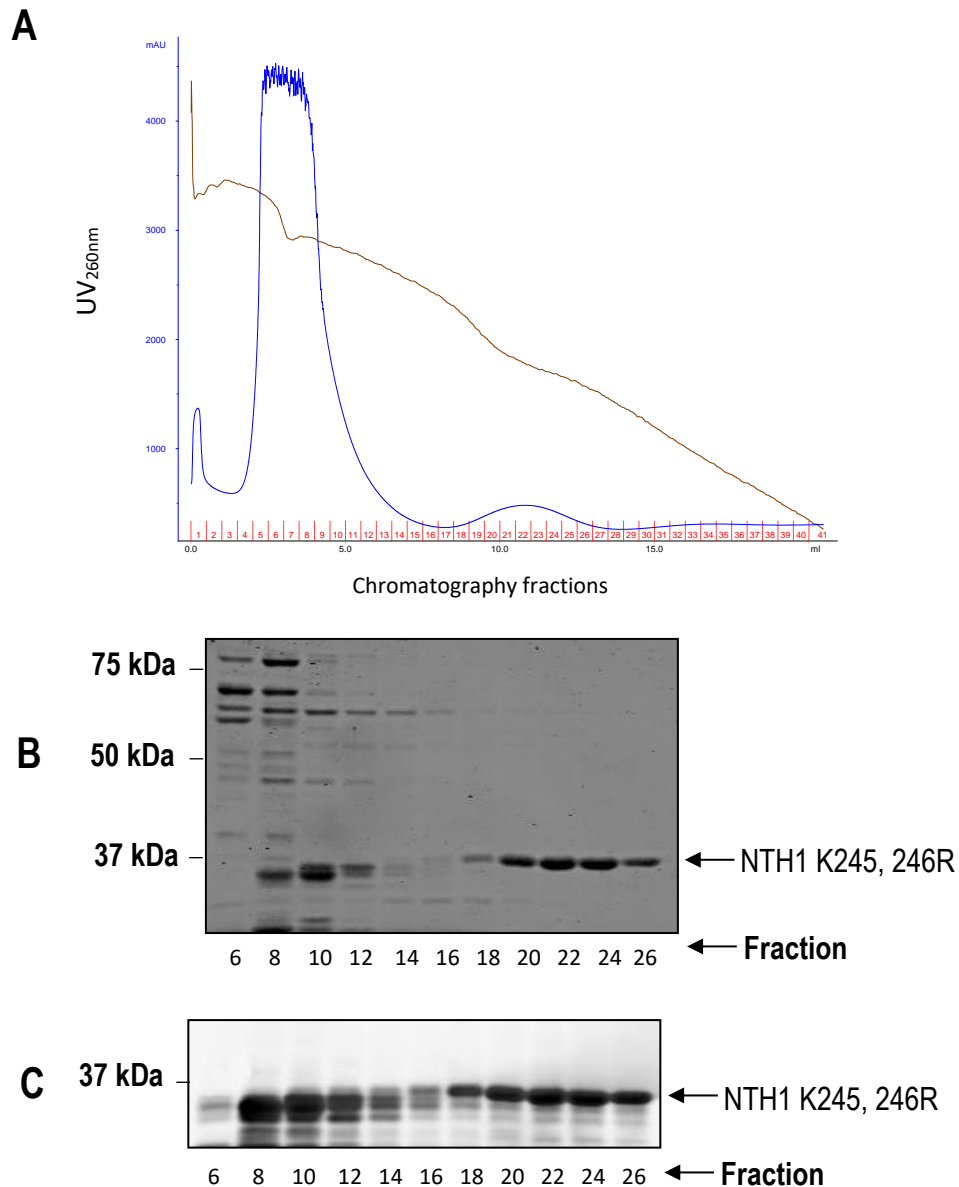 A
mAU
4000
3000
2000
1000
UV260nm
1 2 3 4 5 6 7 8 9 10 11 12 13 14 15 16 17 18 19 20 21 22 23 24 25 26 27 28 29 30 31 32 33 34 35 36 37 38 39 40 41
0.0 5.0 10.0 15.0 ml
Chromatography fractions
B
75 kDa
50 kDa
37 kDa
NTH1 K245, 246R
6 8 10 12 14 16 18 20 22 24 26
Fraction
C
37 kDa
NTH1 K245, 246R
6 8 10 12 14 16 18 20 22 24 26
Fraction